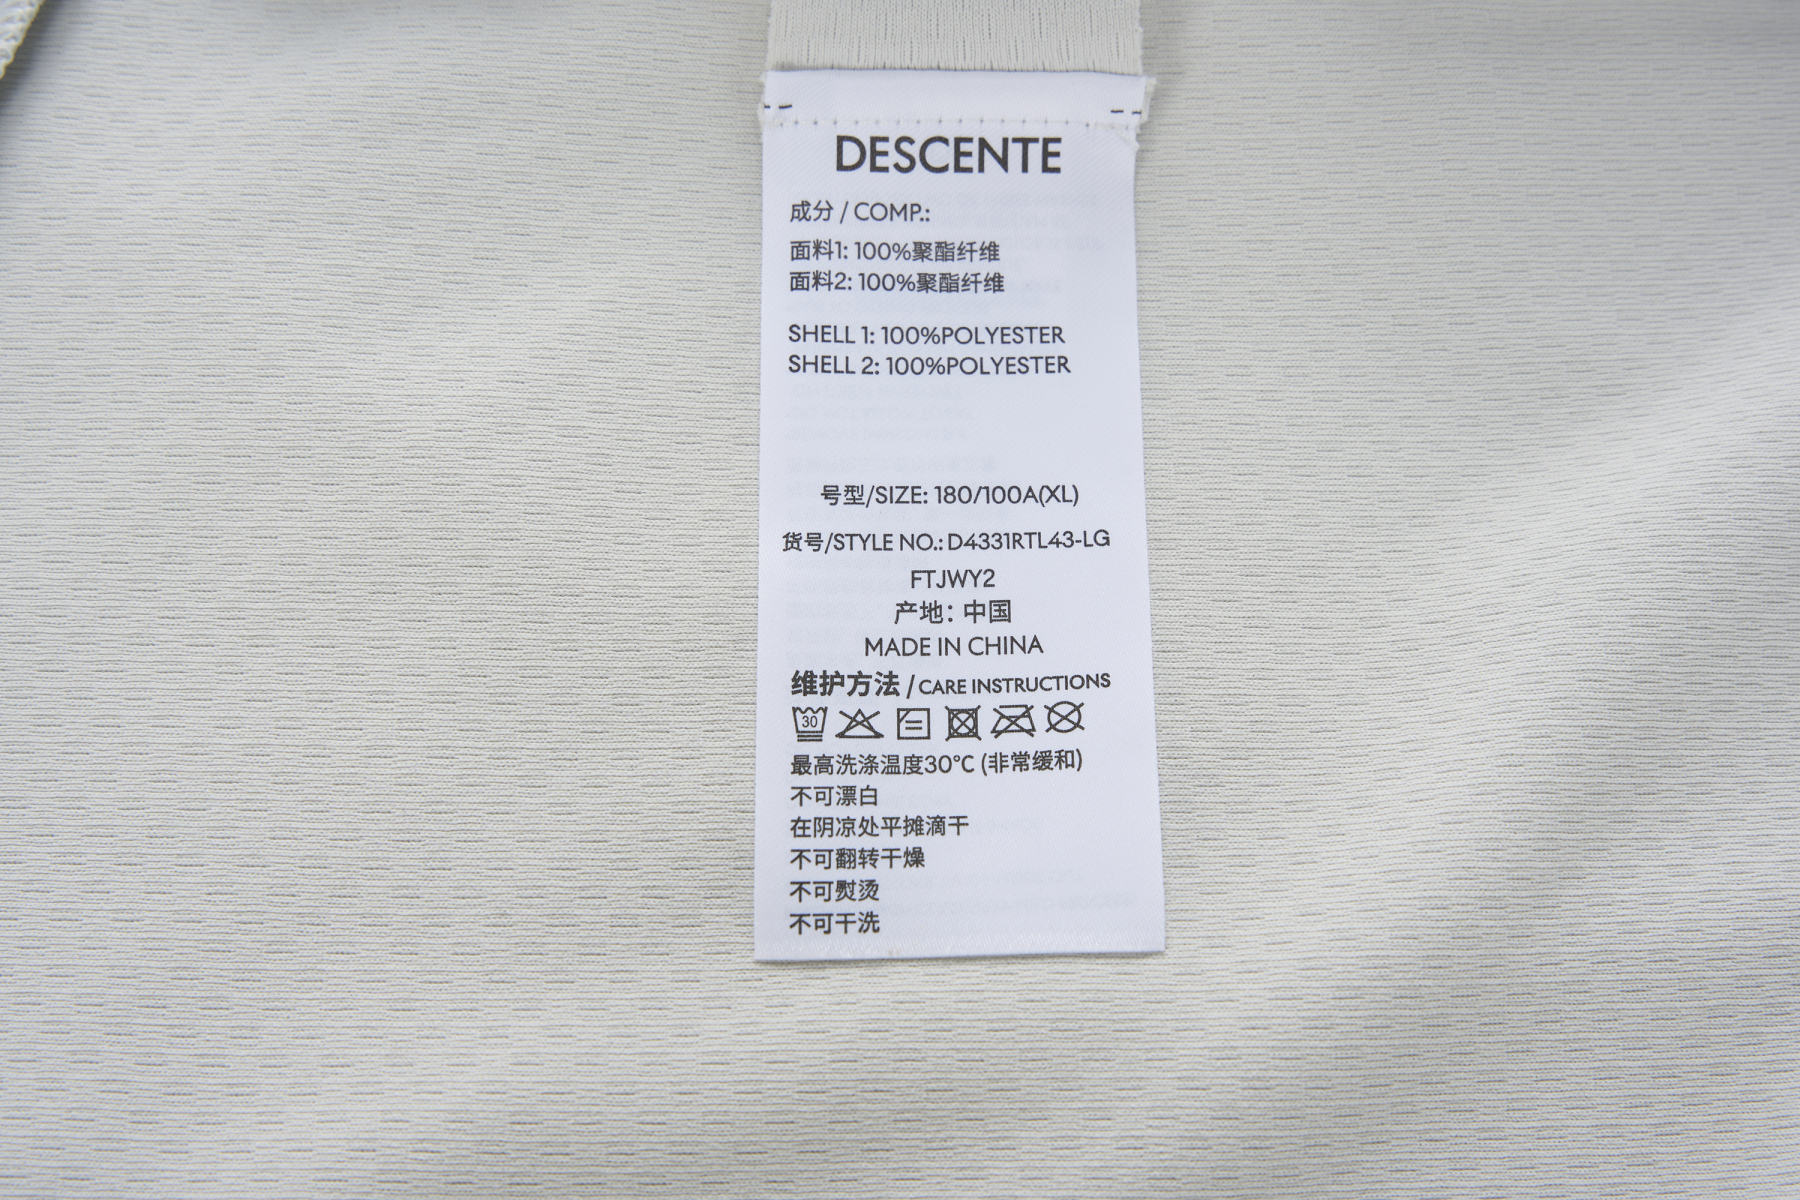 DESCENTE
成分 / COMP.:
面料1: 100%聚酯纤维
面料2: 100%聚酯纤维
SHELL 1: 100%POLYESTER
SHELL 2: 100%POLYESTER
号型/SIZE: 180/100A(XL)
货号/STYLE NO.: D4331RTL43-LG
FTJWY2
产地: 中国
MADE IN CHINA
维护方法 / CARE INSTRUCTIONS
30
最高洗涤温度30℃ (非常缓和)
不可漂白
在阴凉处平摊滴干
不可翻转干燥
不可熨烫
不可干洗